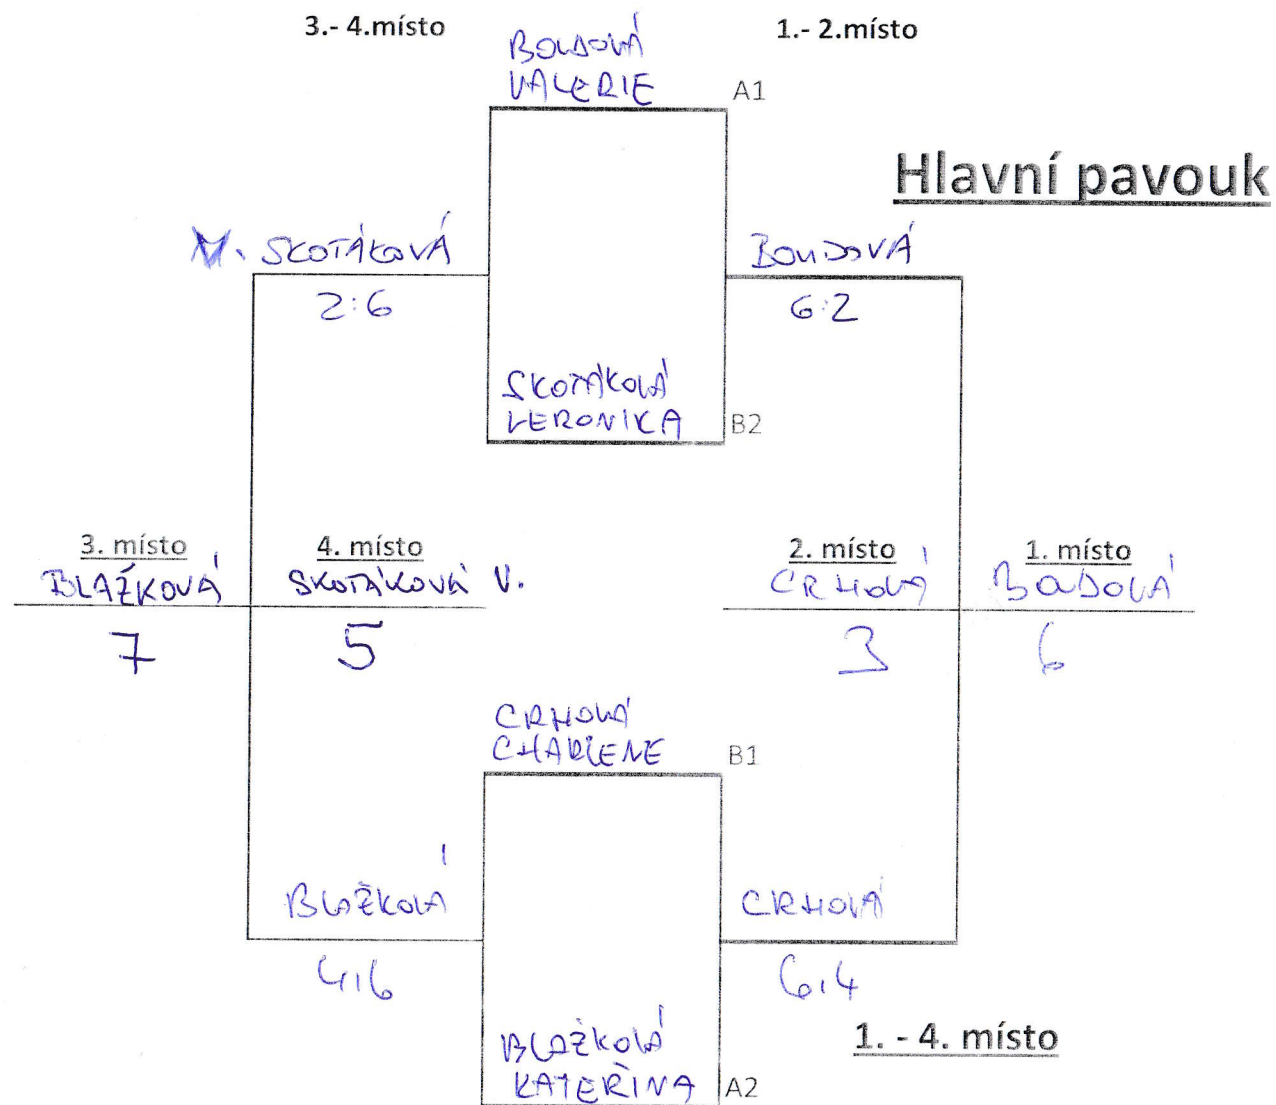 3.- 4.místo
1.- 2.místo
BOUDOVÁ
VALERIE
A1
Hlavní pavouk
V. SKOTÁKOVÁ
BOUDOVÁ
2:6
6:2
SKOTÁKOVÁ
VERONIKA
B2
3. místo
4. místo
2. místo
1. místo
BLAŽKOVÁ
SKOTÁKOVÁ V.
CRHOVÁ
BOUDOVÁ
7
5
3
6
CRHOVÁ
CHARLENE
B1
BLAŽKOVÁ
CRHOVÁ
4:6
6:4
1. - 4. místo
BLAŽKOVÁ
KATEŘINA
A2